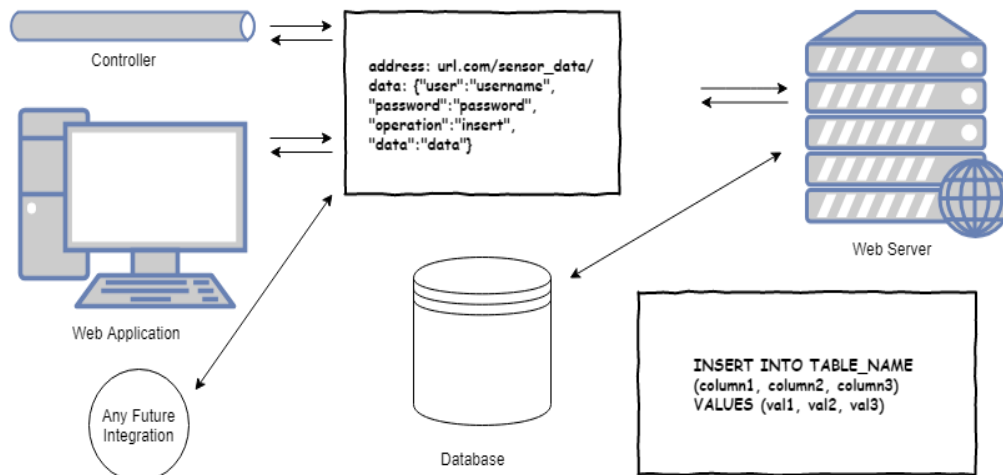 Controller
address: url.com/sensor_data/
data: {"user":"username",
"password":"password",
"operation":"insert",
"data":"data"}
Web Server
Web Application
INSERT INTO TABLE_NAME
(column1, column2, column3)
VALUES (val1, val2, val3)
Any Future
Integration
Database